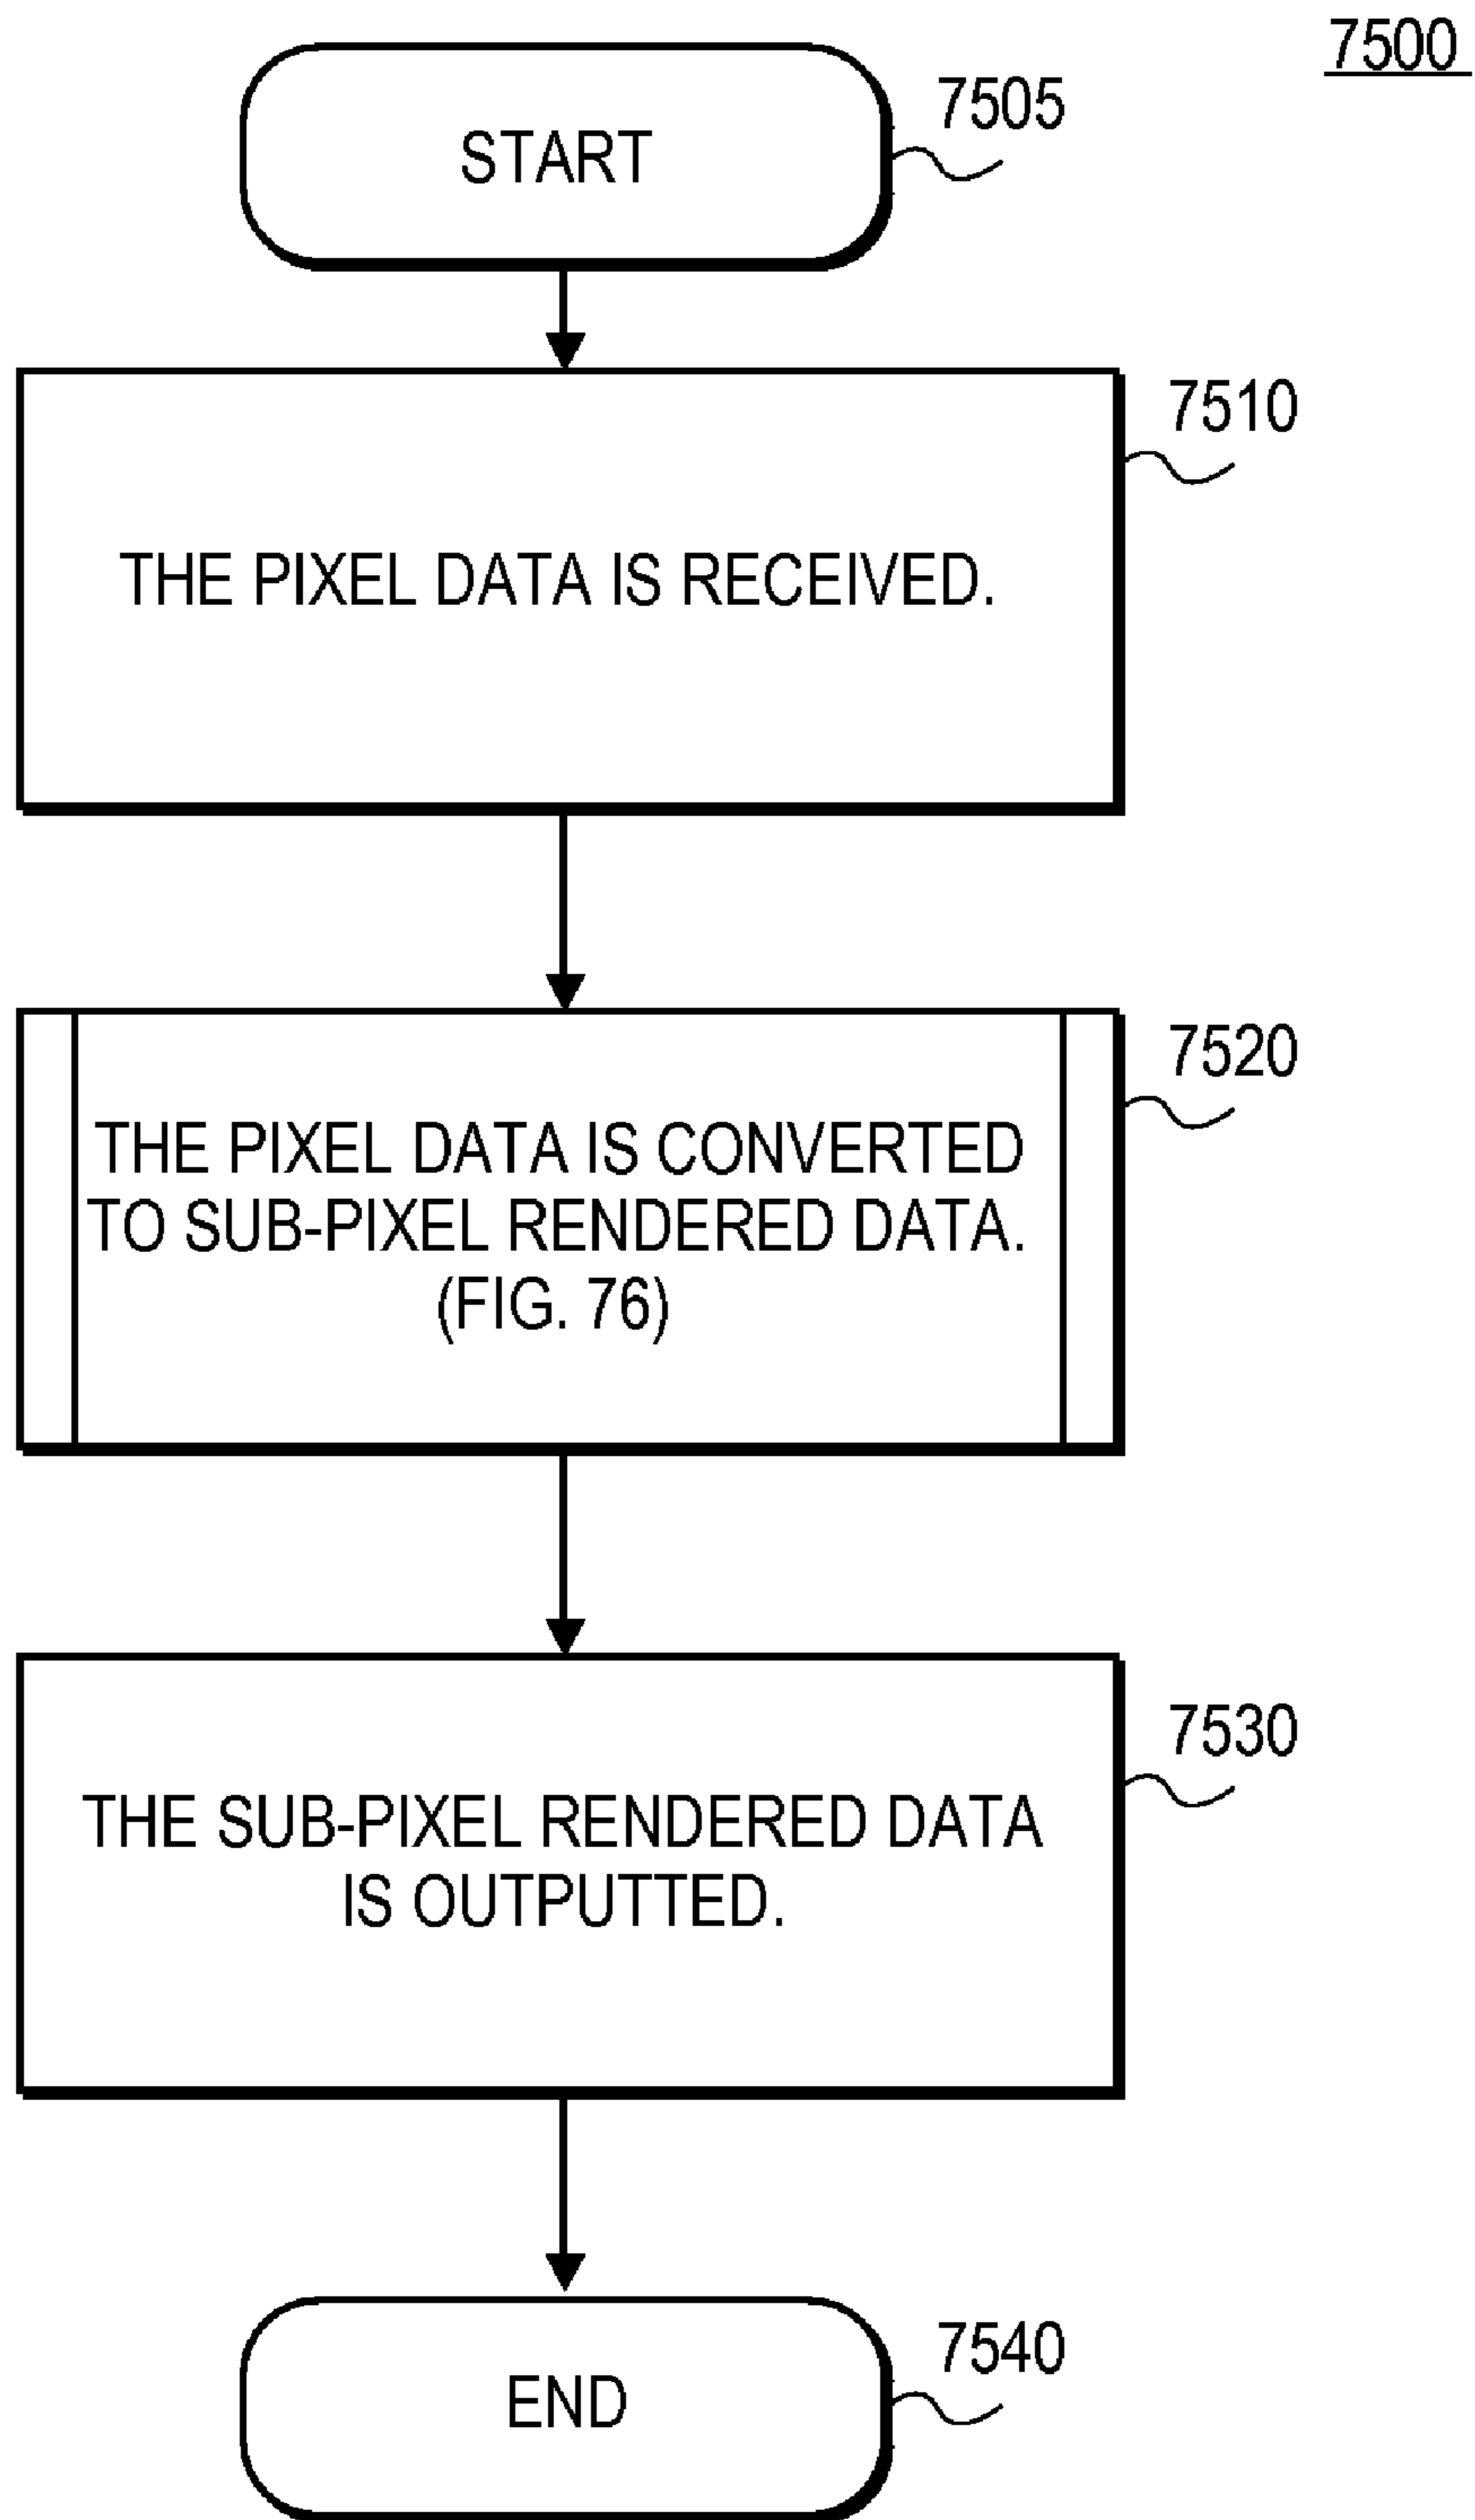 7500
START
7505
7510
THE PIXEL DATA IS RECEIVED.
7520
THE PIXEL DATA IS CONVERTED
TO SUB-PIXEL RENDERED DATA.
(FIG. 76)
7530
THE SUB-PIXEL RENDERED DATA
IS OUTPUTTED.
7540
END